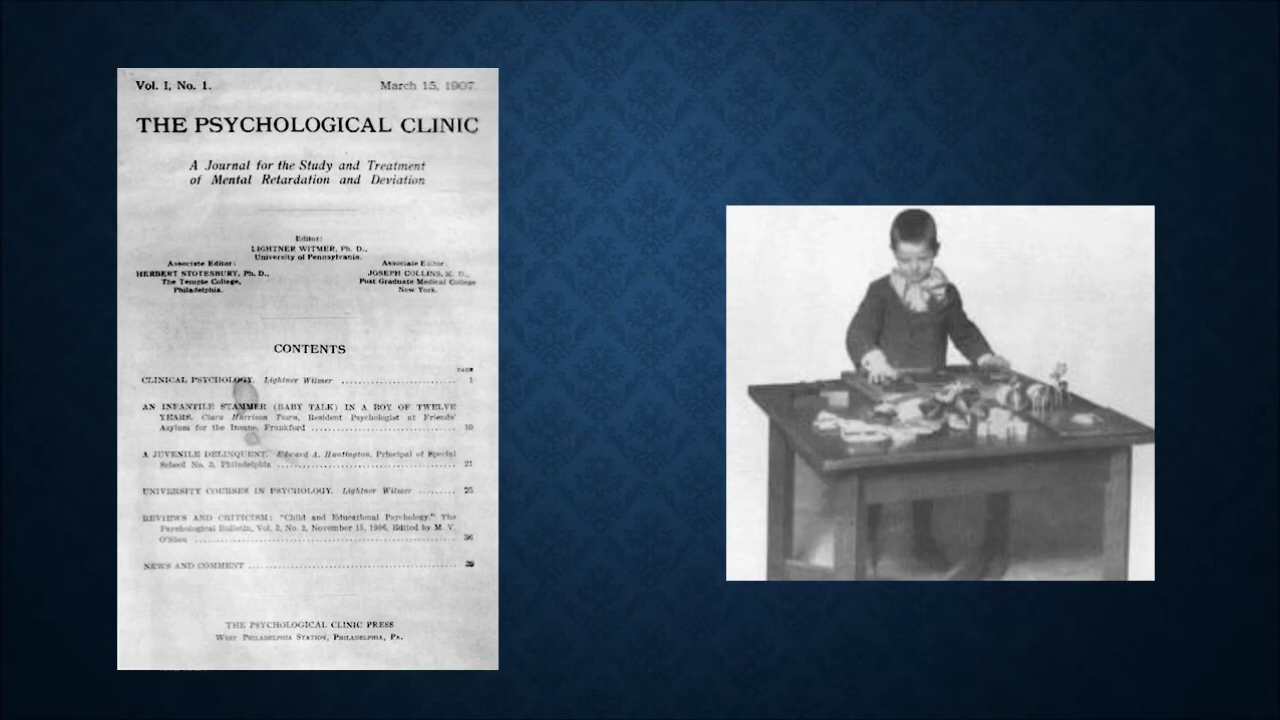 Vol. I, No. 1. March 15, 1907.
THE PSYCHOLOGICAL CLINIC
A Journal for the Study and Treatment
of Mental Retardation and Deviation
Editor:
LIGHTNER WITMER, Ph. D.,
University of Pennsylvania.
Associate Editor: Associate Editor:
HERBERT STOTESBURY, Ph. D., JOSEPH COLLINS, M. D.,
The Temple College, Post Graduate Medical College
Philadelphia. New York.
CONTENTS
PAGE
CLINICAL PSYCHOLOGY. Lightner Witmer ........................ 1
AN INFANTILE STAMMER (BABY TALK) IN A BOY OF TWELVE
YEARS. Clara Harrison Town, Resident Psychologist at Friends'
Asylum for the Insane, Frankford .............................. 10
A JUVENILE DELINQUENT. Edward A. Huntington, Principal of Special
School No. 3, Philadelphia ..................................... 21
UNIVERSITY COURSES IN PSYCHOLOGY. Lightner Witmer ........ 25
REVIEWS AND CRITICISM: "Child and Educational Psychology." The
Psychological Bulletin, Vol. 3, No. 2, November 15, 1906, Edited by M. V.
O'Shea ........................................................ 36
NEWS AND COMMENT ............................................. 39
THE PSYCHOLOGICAL CLINIC PRESS
WEST PHILADELPHIA STATION, PHILADELPHIA, PA.